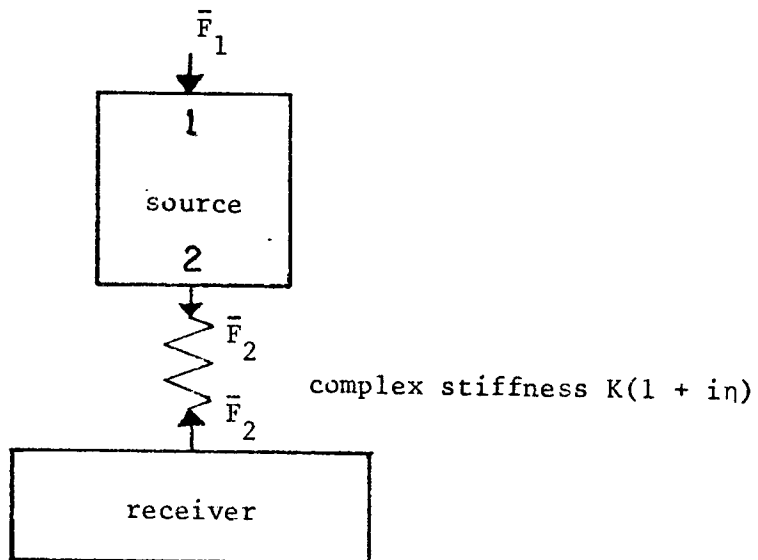 F̄₁
1
source
2
F̄₂
complex stiffness K(1 + iη)
F̄₂
receiver